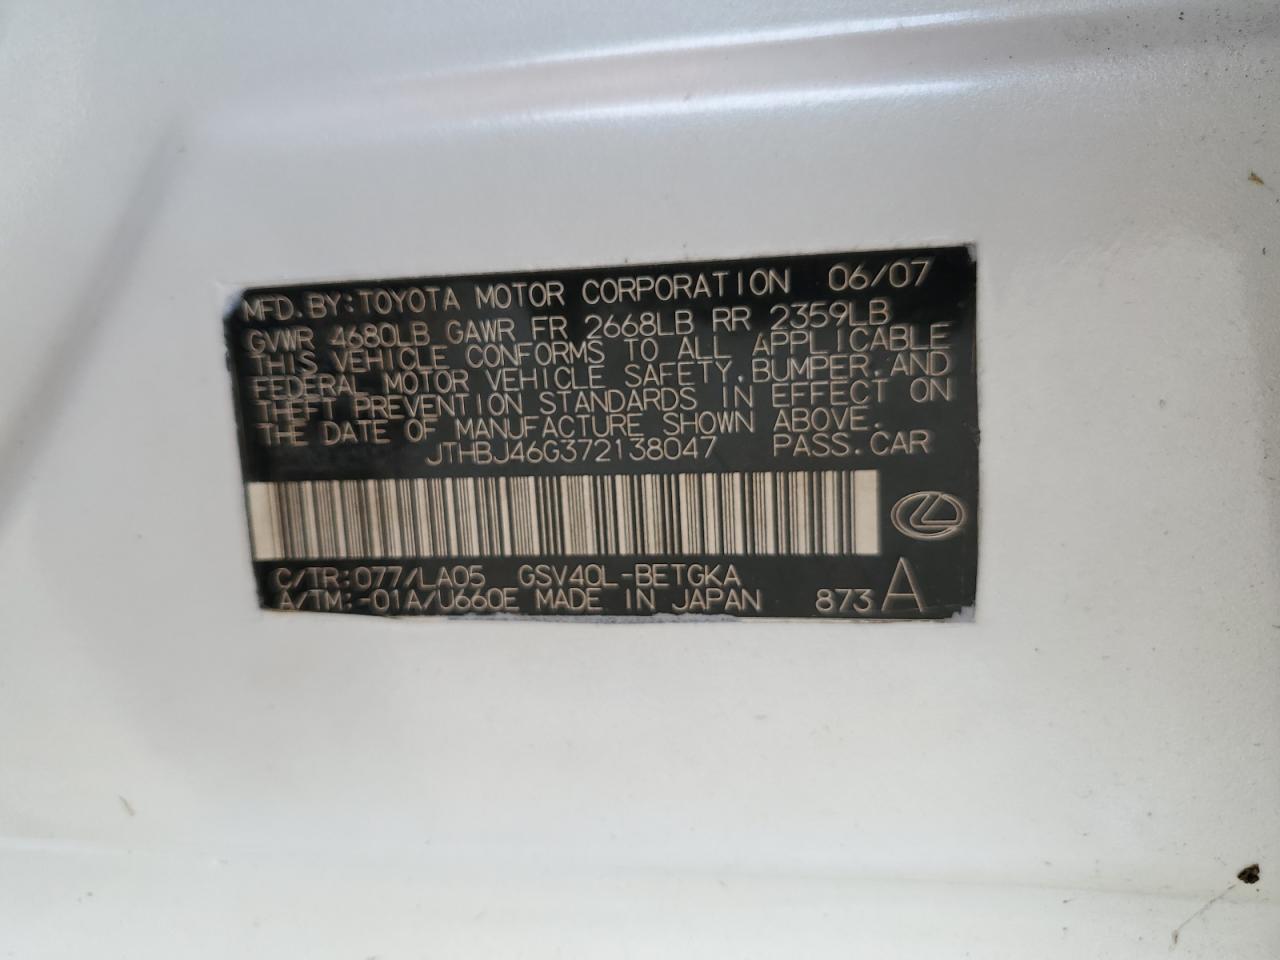 MFD. BY: TOYOTA MOTOR CORPORATION 06/07
GVWR 4680LB GAWR FR 2668LB RR 2359LB
THIS VEHICLE CONFORMS TO ALL APPLICABLE
FEDERAL MOTOR VEHICLE SAFETY, BUMPER, AND
THEFT PREVENTION STANDARDS IN EFFECT ON
THE DATE OF MANUFACTURE SHOWN ABOVE.
JTHBJ46G372138047 PASS. CAR
C/TR: 077/LA05 GSV40L-BETGKA
A/TM: -01A/U660E MADE IN JAPAN 873 A